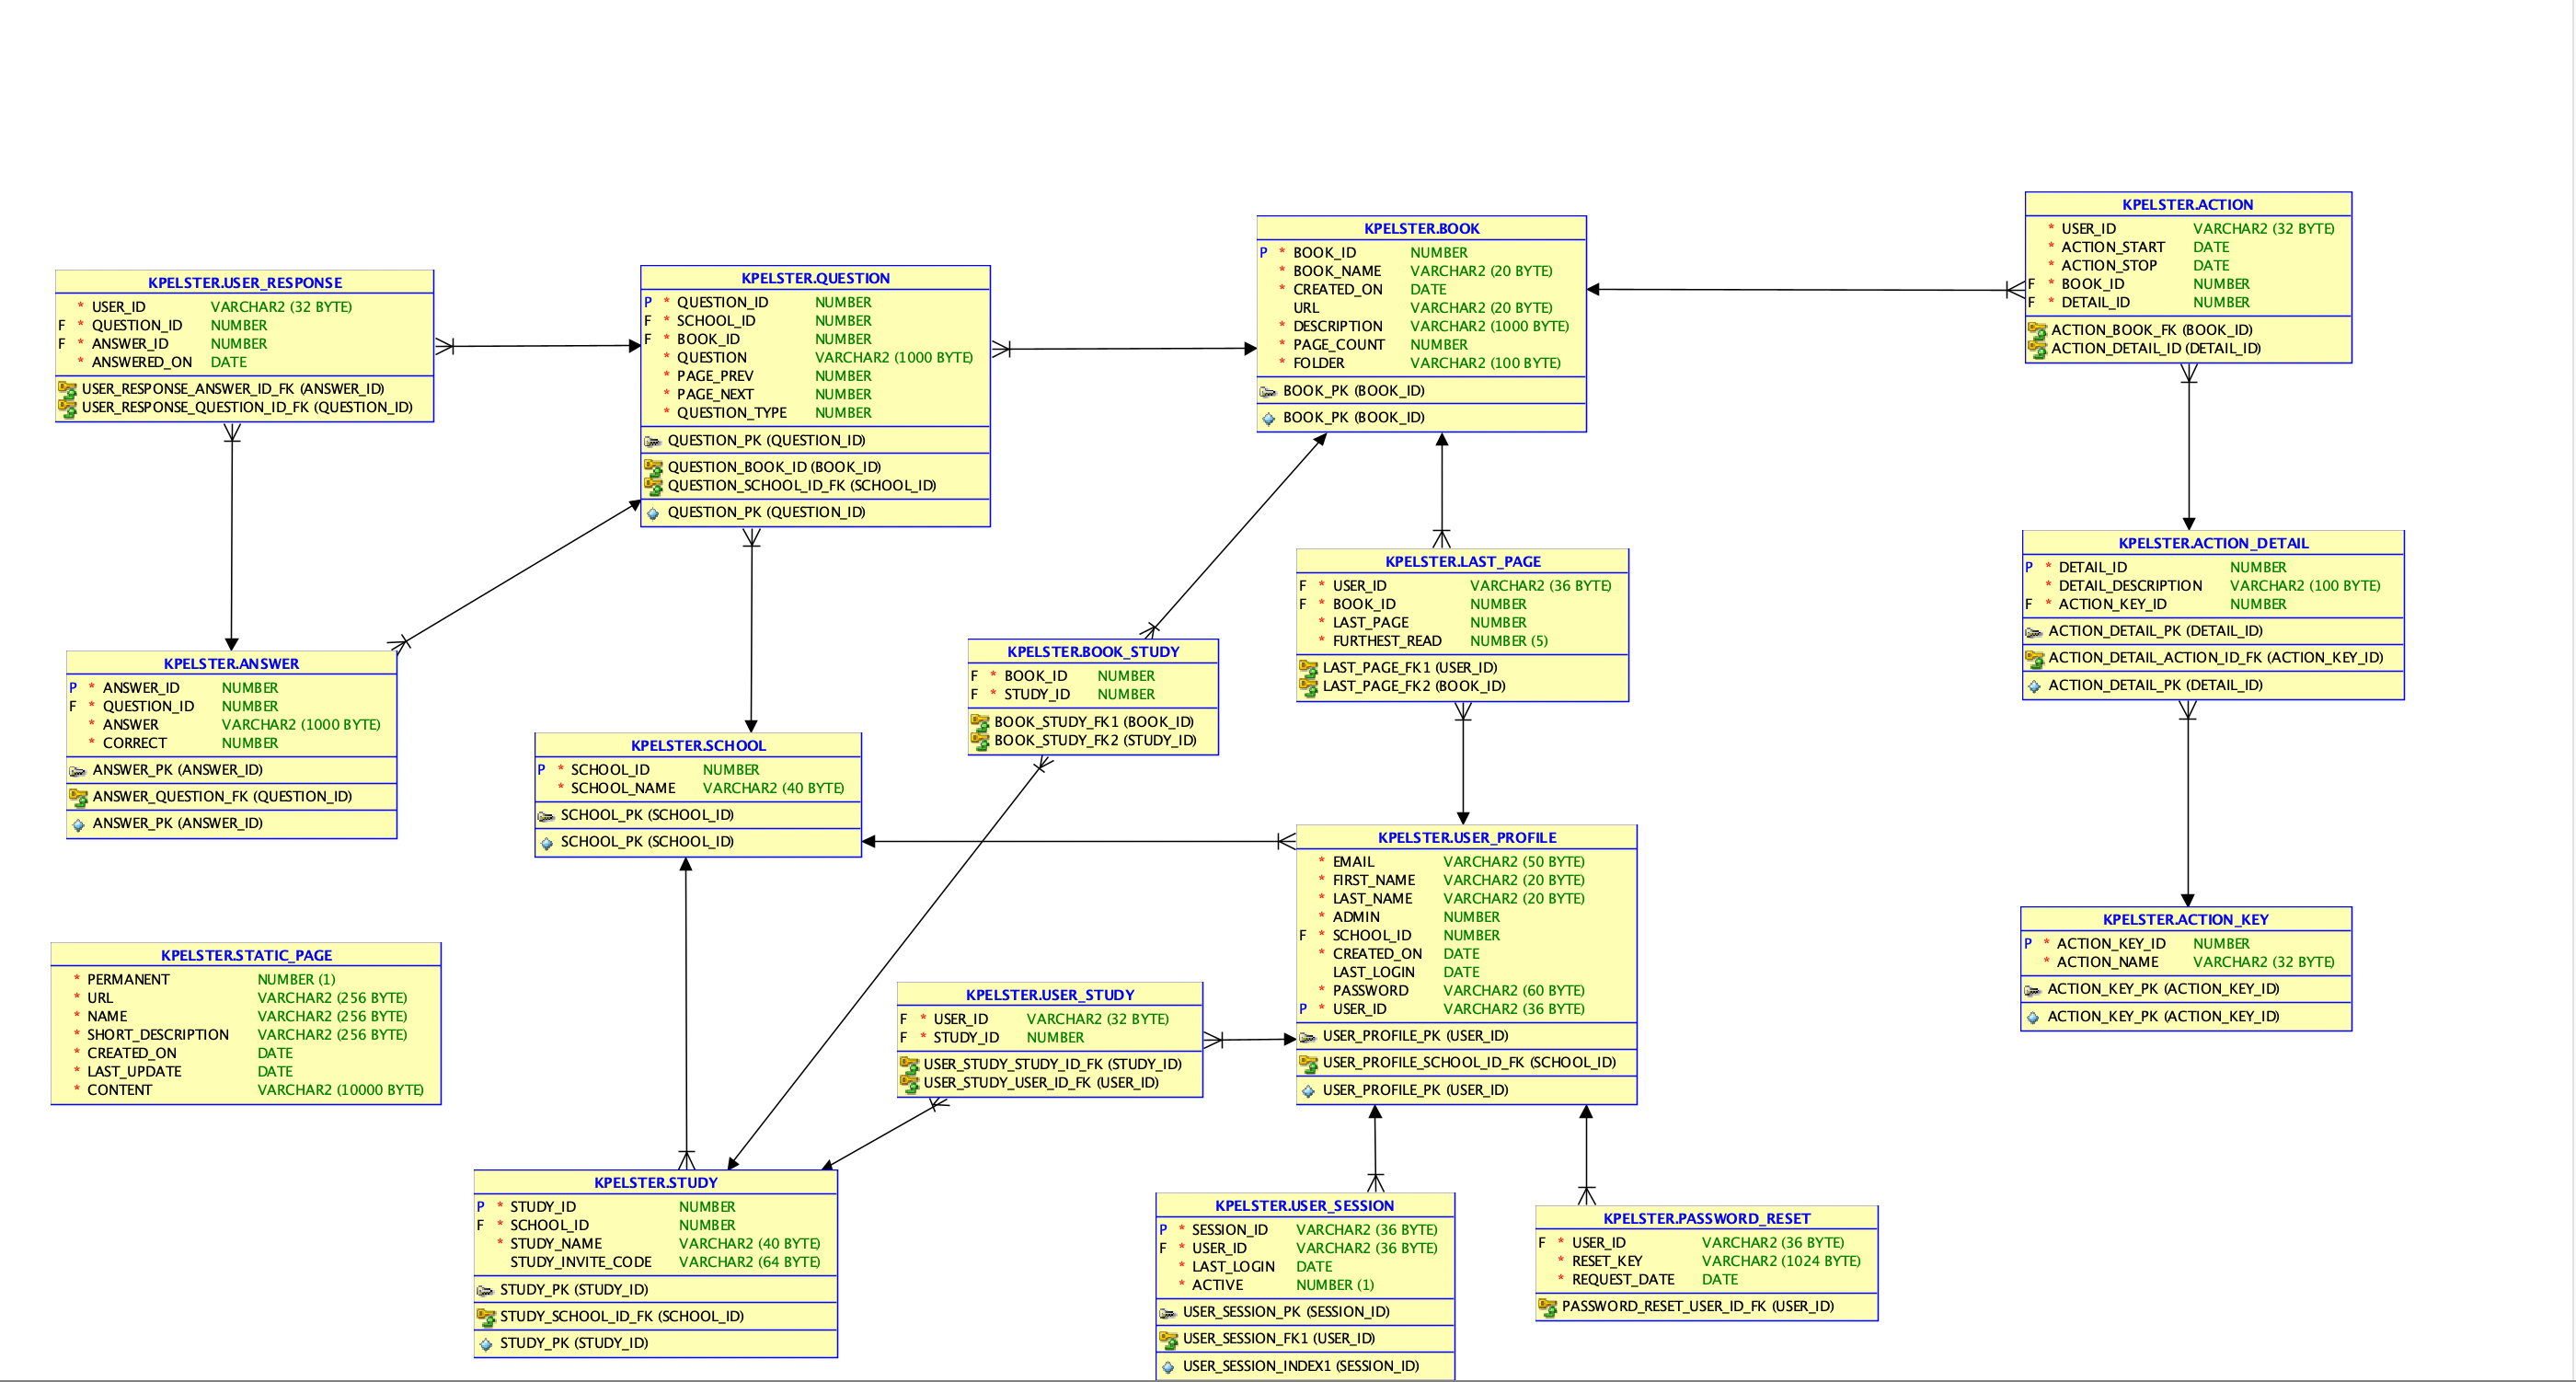 KPELSTER.USER_RESPONSE
* USER_ID VARCHAR2 (32 BYTE)
F * QUESTION_ID NUMBER
F * ANSWER_ID NUMBER
* ANSWERED_ON DATE
USER_RESPONSE_ANSWER_ID_FK (ANSWER_ID)
USER_RESPONSE_QUESTION_ID_FK (QUESTION_ID)
KPELSTER.QUESTION
P * QUESTION_ID NUMBER
F * SCHOOL_ID NUMBER
F * BOOK_ID NUMBER
* QUESTION VARCHAR2 (1000 BYTE)
* PAGE_PREV NUMBER
* PAGE_NEXT NUMBER
* QUESTION_TYPE NUMBER
QUESTION_PK (QUESTION_ID)
QUESTION_BOOK_ID (BOOK_ID)
QUESTION_SCHOOL_ID_FK (SCHOOL_ID)
QUESTION_PK (QUESTION_ID)
KPELSTER.BOOK
P * BOOK_ID NUMBER
* BOOK_NAME VARCHAR2 (20 BYTE)
* CREATED_ON DATE
URL VARCHAR2 (20 BYTE)
* DESCRIPTION VARCHAR2 (1000 BYTE)
* PAGE_COUNT NUMBER
* FOLDER VARCHAR2 (100 BYTE)
BOOK_PK (BOOK_ID)
BOOK_PK (BOOK_ID)
KPELSTER.ACTION
* USER_ID VARCHAR2 (32 BYTE)
* ACTION_START DATE
* ACTION_STOP DATE
F * BOOK_ID NUMBER
F * DETAIL_ID NUMBER
ACTION_BOOK_FK (BOOK_ID)
ACTION_DETAIL_ID (DETAIL_ID)
KPELSTER.ANSWER
P * ANSWER_ID NUMBER
F * QUESTION_ID NUMBER
* ANSWER VARCHAR2 (1000 BYTE)
* CORRECT NUMBER
ANSWER_PK (ANSWER_ID)
ANSWER_QUESTION_FK (QUESTION_ID)
ANSWER_PK (ANSWER_ID)
KPELSTER.SCHOOL
P * SCHOOL_ID NUMBER
* SCHOOL_NAME VARCHAR2 (40 BYTE)
SCHOOL_PK (SCHOOL_ID)
SCHOOL_PK (SCHOOL_ID)
KPELSTER.BOOK_STUDY
F * BOOK_ID NUMBER
F * STUDY_ID NUMBER
BOOK_STUDY_FK1 (BOOK_ID)
BOOK_STUDY_FK2 (STUDY_ID)
KPELSTER.LAST_PAGE
F * USER_ID VARCHAR2 (36 BYTE)
F * BOOK_ID NUMBER
* LAST_PAGE NUMBER
* FURTHEST_READ NUMBER (5)
LAST_PAGE_FK1 (USER_ID)
LAST_PAGE_FK2 (BOOK_ID)
KPELSTER.ACTION_DETAIL
P * DETAIL_ID NUMBER
* DETAIL_DESCRIPTION VARCHAR2 (100 BYTE)
F * ACTION_KEY_ID NUMBER
ACTION_DETAIL_PK (DETAIL_ID)
ACTION_DETAIL_ACTION_ID_FK (ACTION_KEY_ID)
ACTION_DETAIL_PK (DETAIL_ID)
KPELSTER.STATIC_PAGE
* PERMANENT NUMBER (1)
* URL VARCHAR2 (256 BYTE)
* NAME VARCHAR2 (256 BYTE)
* SHORT_DESCRIPTION VARCHAR2 (256 BYTE)
* CREATED_ON DATE
* LAST_UPDATE DATE
* CONTENT VARCHAR2 (10000 BYTE)
KPELSTER.USER_STUDY
F * USER_ID VARCHAR2 (32 BYTE)
F * STUDY_ID NUMBER
USER_STUDY_STUDY_ID_FK (STUDY_ID)
USER_STUDY_USER_ID_FK (USER_ID)
KPELSTER.USER_PROFILE
* EMAIL VARCHAR2 (50 BYTE)
* FIRST_NAME VARCHAR2 (20 BYTE)
* LAST_NAME VARCHAR2 (20 BYTE)
* ADMIN NUMBER
F * SCHOOL_ID NUMBER
* CREATED_ON DATE
LAST_LOGIN DATE
* PASSWORD VARCHAR2 (60 BYTE)
P * USER_ID VARCHAR2 (36 BYTE)
USER_PROFILE_PK (USER_ID)
USER_PROFILE_SCHOOL_ID_FK (SCHOOL_ID)
USER_PROFILE_PK (USER_ID)
KPELSTER.ACTION_KEY
P * ACTION_KEY_ID NUMBER
* ACTION_NAME VARCHAR2 (32 BYTE)
ACTION_KEY_PK (ACTION_KEY_ID)
ACTION_KEY_PK (ACTION_KEY_ID)
KPELSTER.STUDY
P * STUDY_ID NUMBER
F * SCHOOL_ID NUMBER
* STUDY_NAME VARCHAR2 (40 BYTE)
STUDY_INVITE_CODE VARCHAR2 (64 BYTE)
STUDY_PK (STUDY_ID)
STUDY_SCHOOL_ID_FK (SCHOOL_ID)
STUDY_PK (STUDY_ID)
KPELSTER.USER_SESSION
P * SESSION_ID VARCHAR2 (36 BYTE)
F * USER_ID VARCHAR2 (36 BYTE)
* LAST_LOGIN DATE
* ACTIVE NUMBER (1)
USER_SESSION_PK (SESSION_ID)
USER_SESSION_FK1 (USER_ID)
USER_SESSION_INDEX1 (SESSION_ID)
KPELSTER.PASSWORD_RESET
F * USER_ID VARCHAR2 (36 BYTE)
* RESET_KEY VARCHAR2 (1024 BYTE)
* REQUEST_DATE DATE
PASSWORD_RESET_USER_ID_FK (USER_ID)